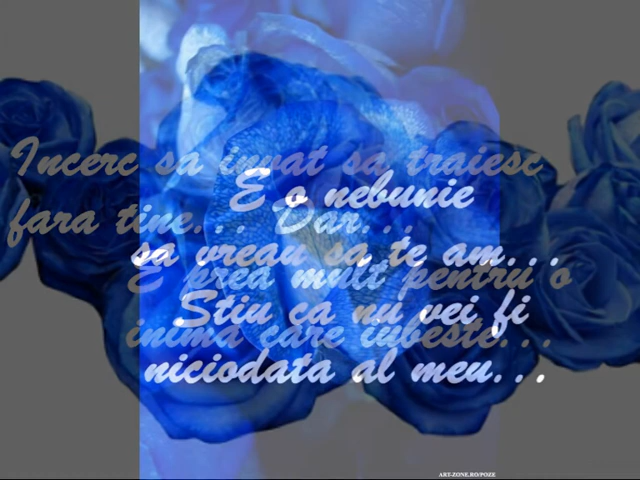 Incerc sa invat sa traiesc
fara tine... Dar...
E prea mult pentru o
inima care iubeste...
E o nebunie
sa vreau sa te am...
Stiu ca nu vei fi
niciodata al meu...
ART-ZONE.RO/POZE